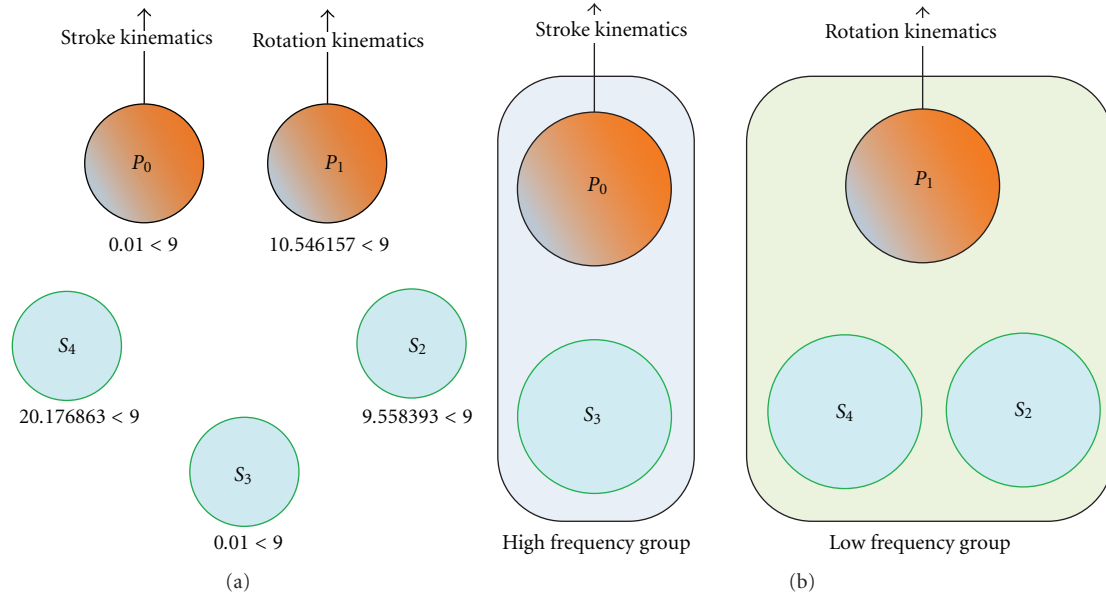 Stroke kinematics
Rotation kinematics
P0
P1
0.01 < 9
10.546157 < 9
S4
S2
20.176863 < 9
9.558393 < 9
S3
0.01 < 9
(a)
Stroke kinematics
Rotation kinematics
P0
P1
S3
S4
S2
High frequency group
Low frequency group
(b)